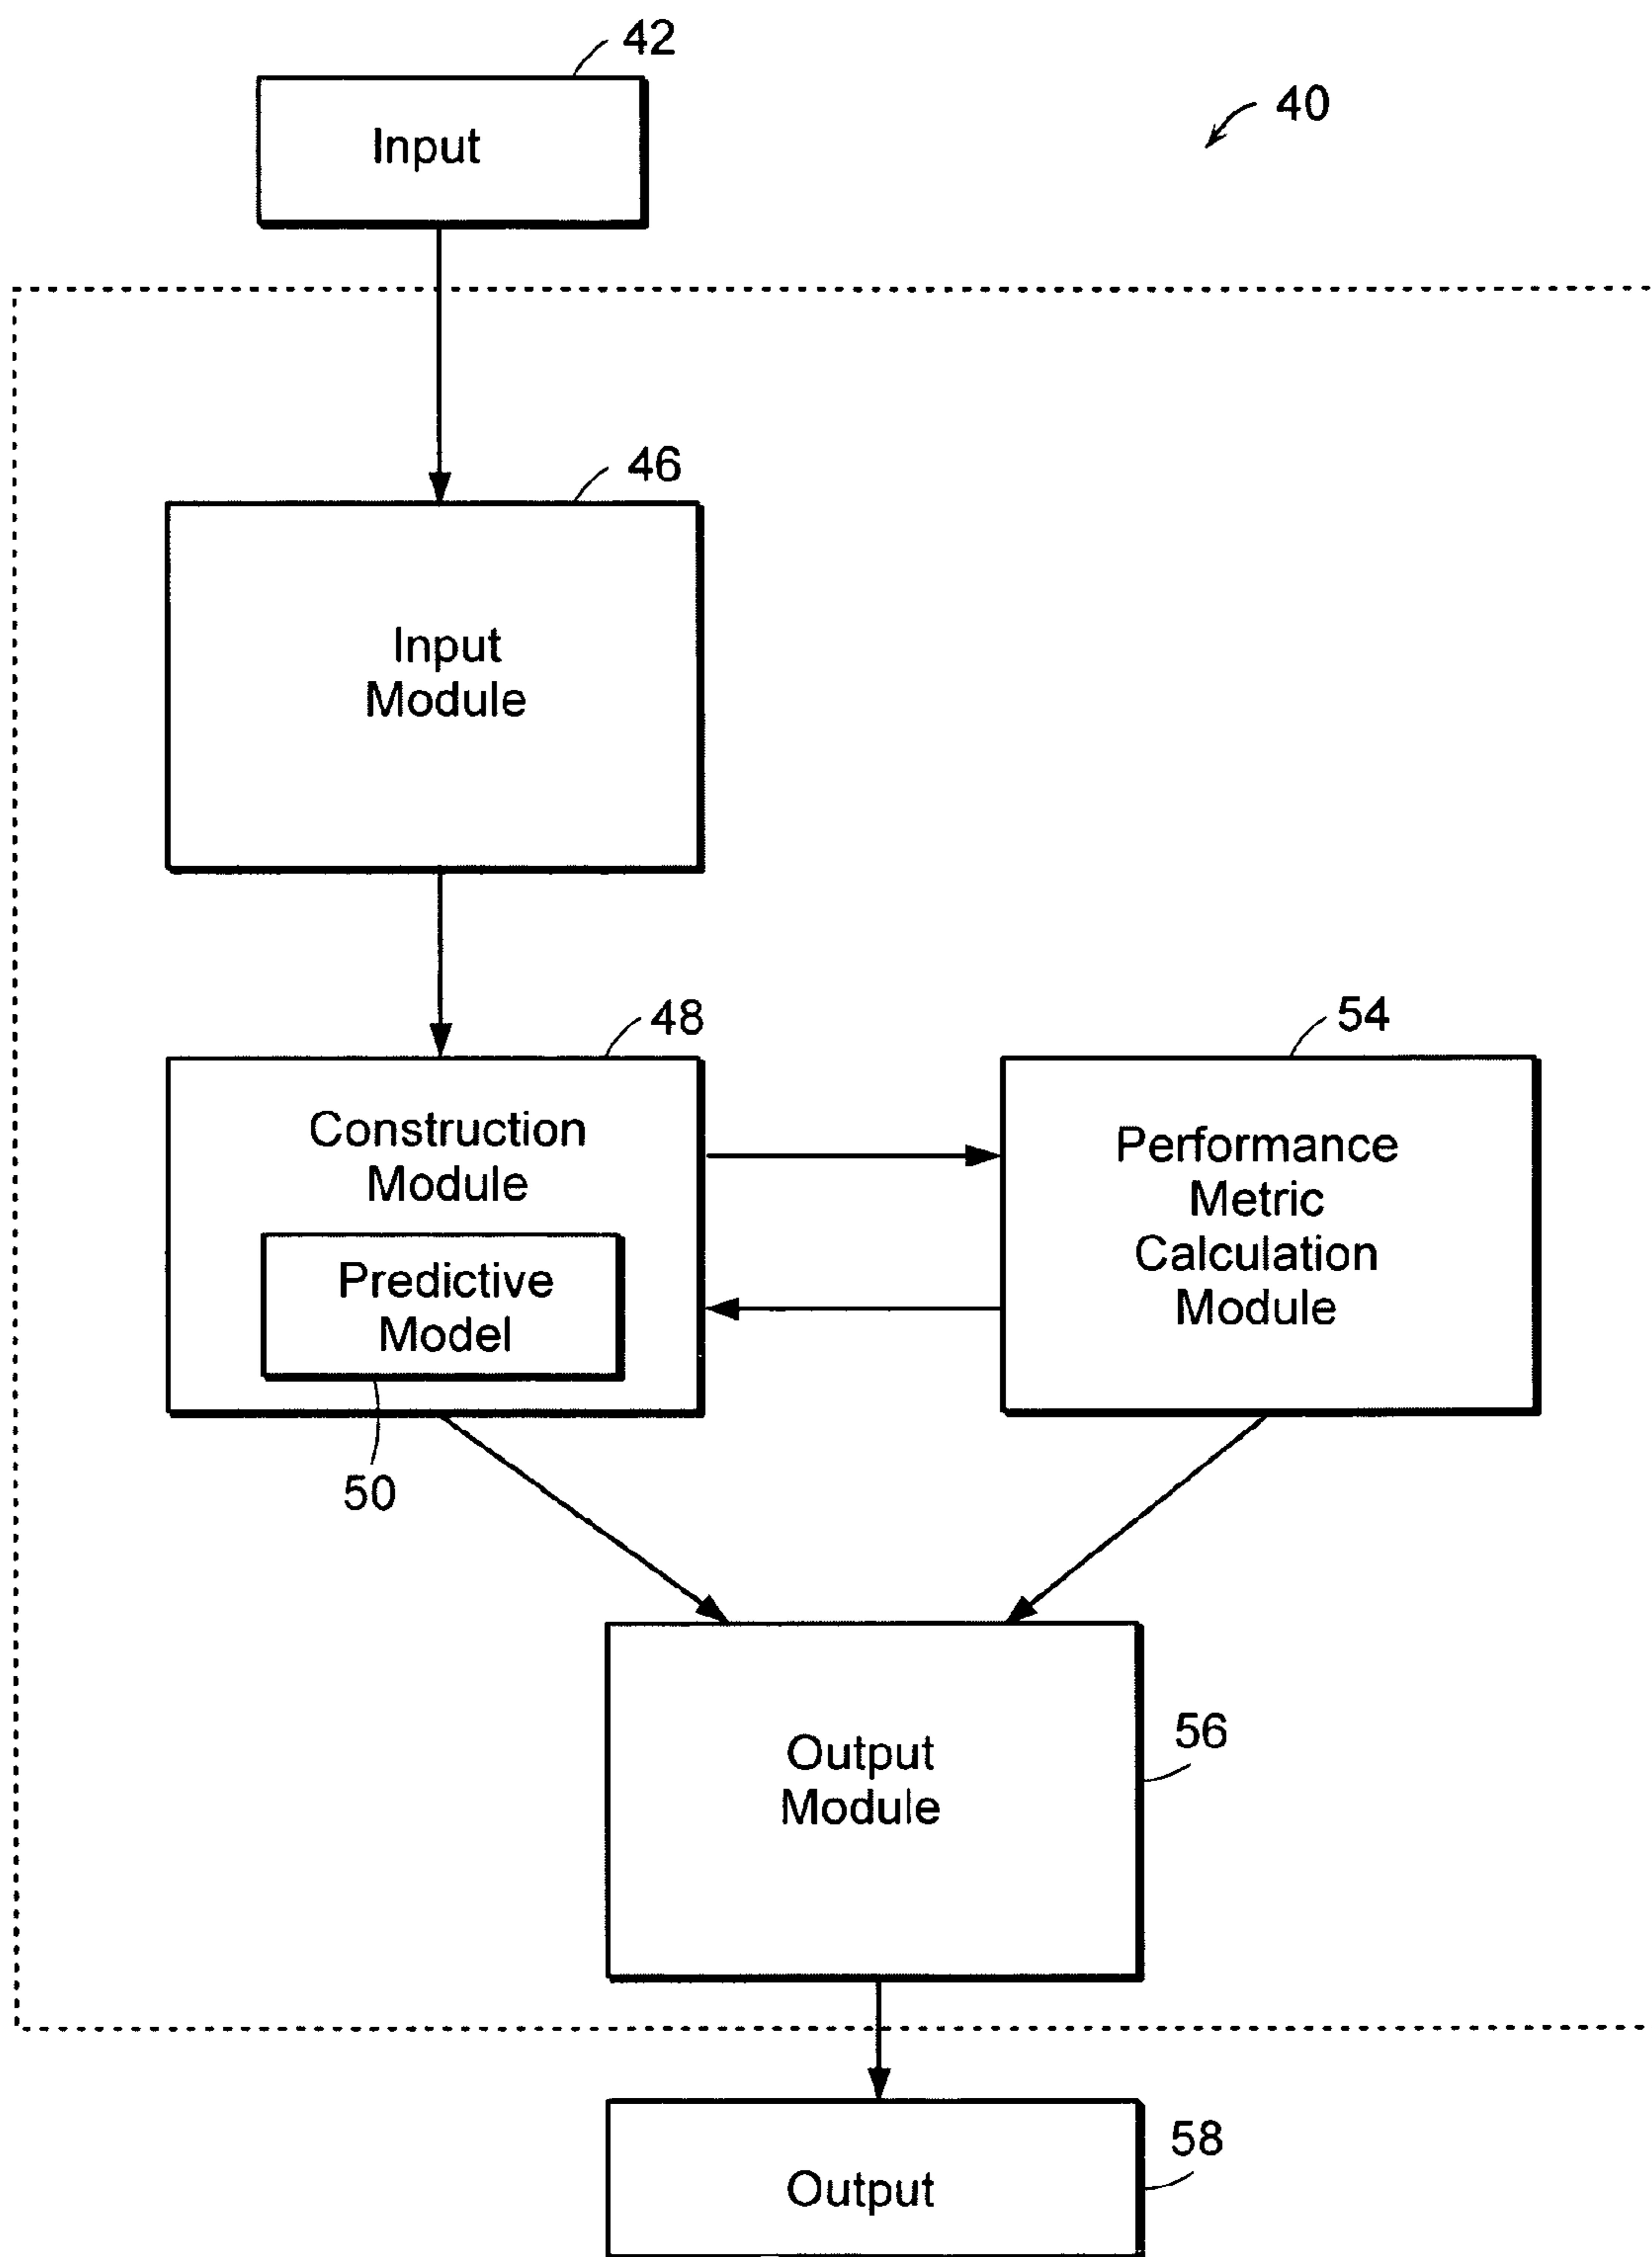 42
40
Input
46
Input
Module
48
54
Construction
Module
Performance
Metric
Calculation
Module
Predictive
Model
50
56
Output
Module
58
Output